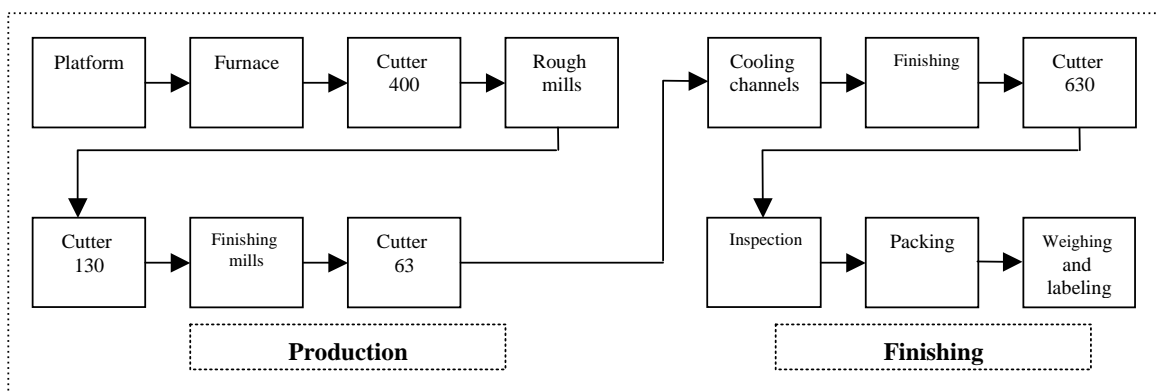 Platform
Furnace
Cutter
400
Rough
mills
Cutter
130
Finishing
mills
Cutter
63
Production
Cooling
channels
Finishing
Cutter
630
Inspection
Packing
Weighing
and
labeling
Finishing